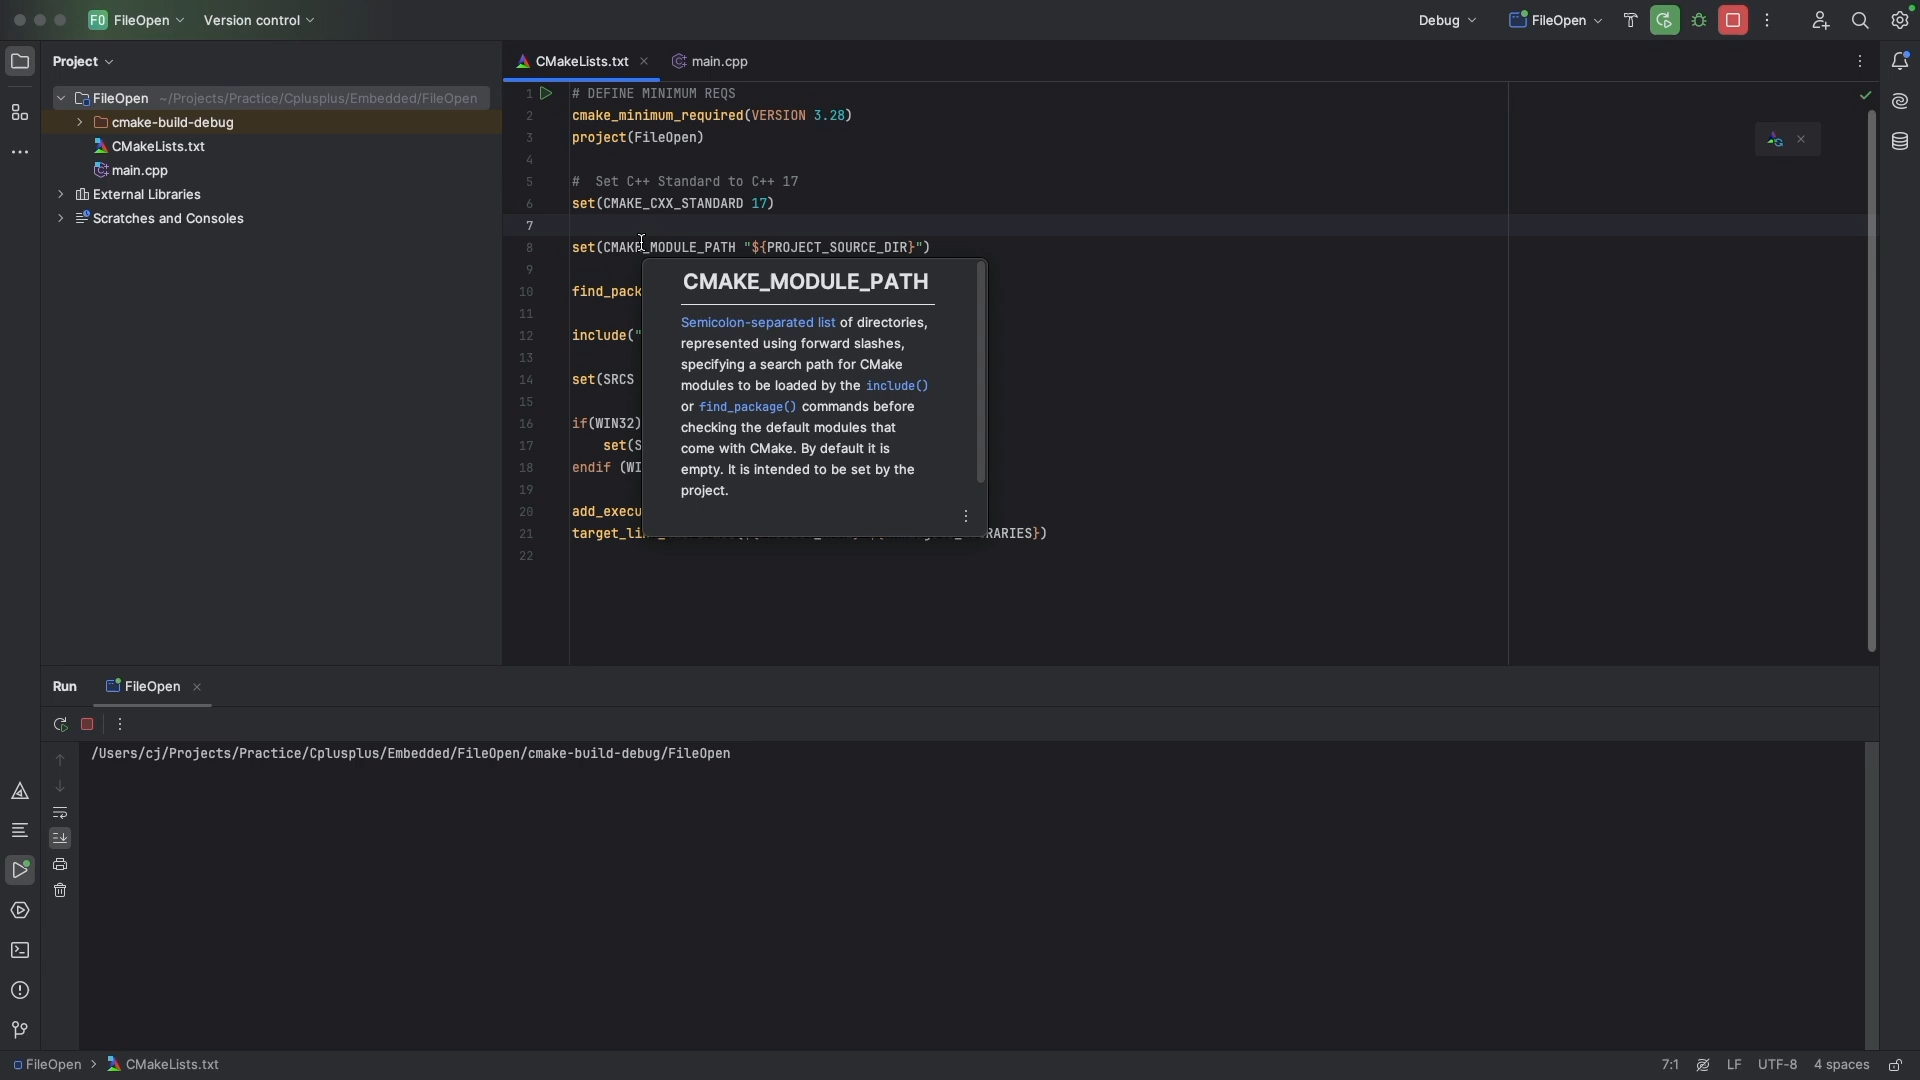 FO FileOpen Version control Debug FileOpen
Project
CMakeLists.txt main.cpp
FileOpen ~/Projects/Practice/Cplusplus/Embedded/FileOpen
cmake-build-debug
CMakeLists.txt
main.cpp
External Libraries
Scratches and Consoles
1 # DEFINE MINIMUM REQS
2 cmake_minimum_required(VERSION 3.28)
3 project(FileOpen)
4
5 # Set C++ Standard to C++ 17
6 set(CMAKE_CXX_STANDARD 17)
7
8 set(CMAKE_MODULE_PATH "${PROJECT_SOURCE_DIR}")
9
10 find_pack
11
12 include("
13
14 set(SRCS
15
16 if(WIN32)
17 set(S
18 endif (WI
19
20 add_execu
21 target_li RARIES})
22
CMAKE_MODULE_PATH
Semicolon-separated list of directories,
represented using forward slashes,
specifying a search path for CMake
modules to be loaded by the include()
or find_package() commands before
checking the default modules that
come with CMake. By default it is
empty. It is intended to be set by the
project.
Run FileOpen
/Users/cj/Projects/Practice/Cplusplus/Embedded/FileOpen/cmake-build-debug/FileOpen
FileOpen > CMakeLists.txt 7:1 LF UTF-8 4 spaces